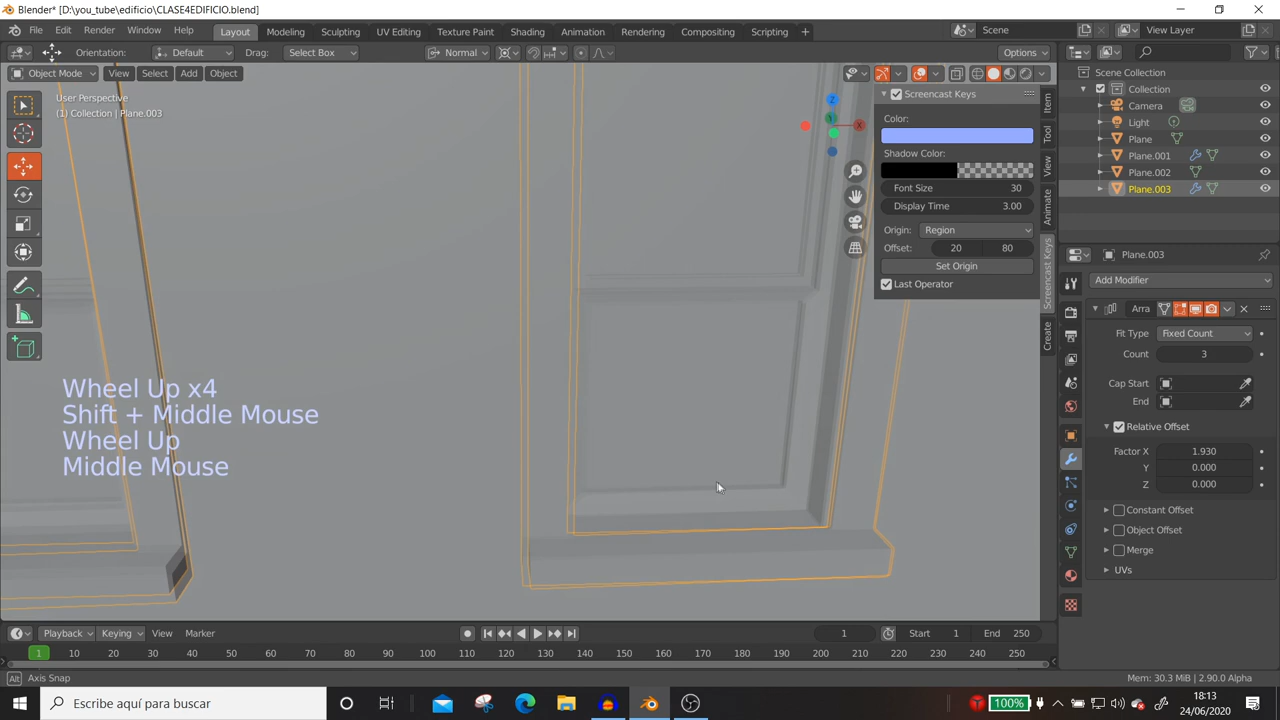 Blender* [D:\you_tube\edificio\CLASE4EDIFICIO.blend]
File Edit Render Window Help Layout Modeling Sculpting UV Editing Texture Paint Shading Animation Rendering Compositing Scripting + Scene View Layer
Orientation: Default Drag: Select Box Normal Options
Object Mode View Select Add Object
User Perspective
(1) Collection | Plane.003
Z
Y
X
Screencast Keys
Color:
Shadow Color:
Font Size 30
Display Time 3.00
Origin: Region
Offset: 20 80
Set Origin
Last Operator
Item
Tool
View
Animate
Screencast Keys
Create
Wheel Up x4
Shift + Middle Mouse
Wheel Up
Middle Mouse
Scene Collection
Collection
Camera
Light
Plane
Plane.001
Plane.002
Plane.003
Plane.003
Add Modifier
Arra
Fit Type Fixed Count
Count 3
Cap Start
End
Relative Offset
Factor X 1.930
Y 0.000
Z 0.000
Constant Offset
Object Offset
Merge
UVs
Playback Keying View Marker 1 Start 1 End 250
1 10 20 30 40 50 60 70 80 90 100 110 120 130 140 150 160 170 180 190 200 210 220 230 240 250
Alt Axis Snap Mem: 30.3 MiB | 2.90.0 Alpha
Escribe aquí para buscar 100% 18:13
24/06/2020